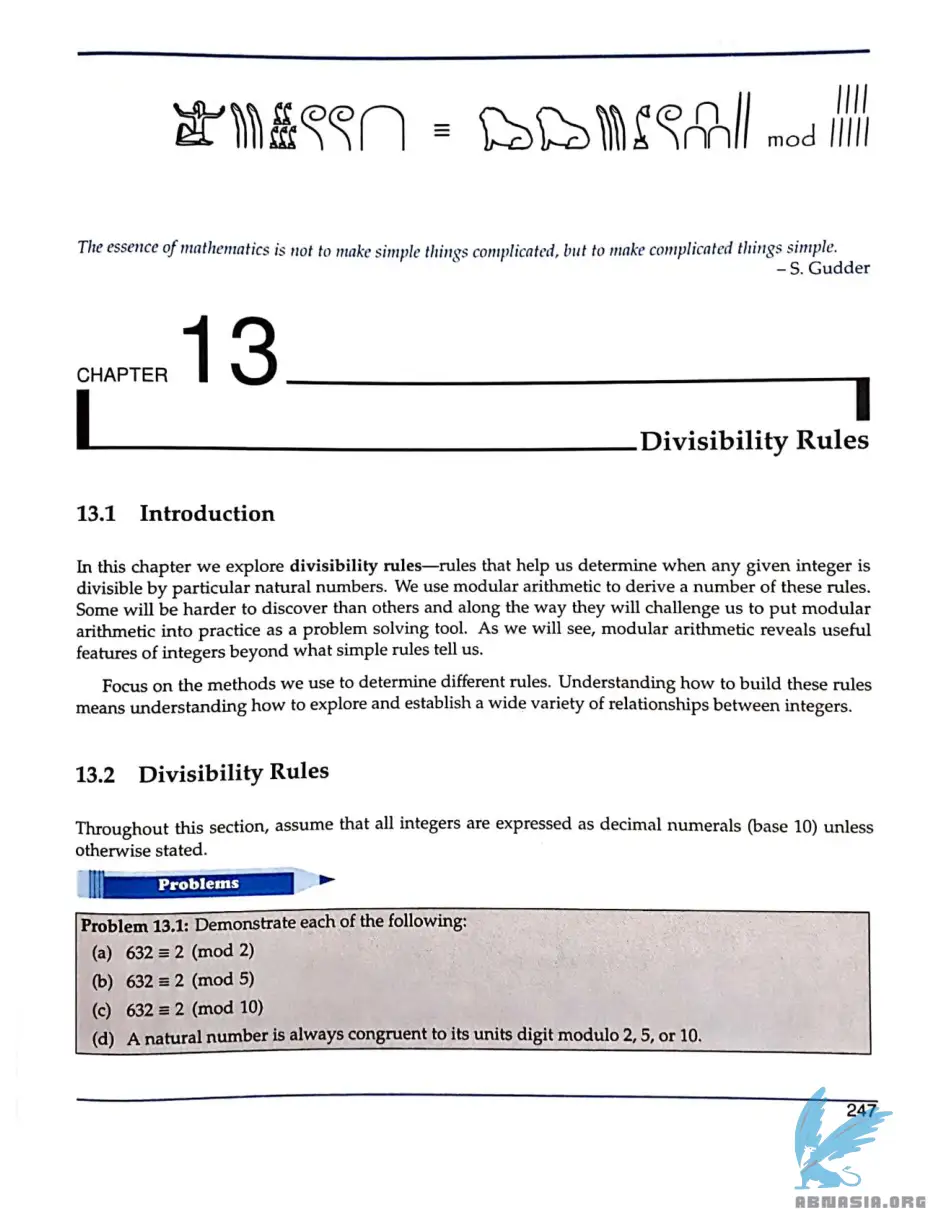 ≡ mod
The essence of mathematics is not to make simple things complicated, but to make complicated things simple.
– S. Gudder
CHAPTER 13
Divisibility Rules
13.1 Introduction
In this chapter we explore divisibility rules—rules that help us determine when any given integer is
divisible by particular natural numbers. We use modular arithmetic to derive a number of these rules.
Some will be harder to discover than others and along the way they will challenge us to put modular
arithmetic into practice as a problem solving tool. As we will see, modular arithmetic reveals useful
features of integers beyond what simple rules tell us.
Focus on the methods we use to determine different rules. Understanding how to build these rules
means understanding how to explore and establish a wide variety of relationships between integers.
13.2 Divisibility Rules
Throughout this section, assume that all integers are expressed as decimal numerals (base 10) unless
otherwise stated.
Problems
Problem 13.1: Demonstrate each of the following:
(a) 632 ≡ 2 (mod 2)
(b) 632 ≡ 2 (mod 5)
(c) 632 ≡ 2 (mod 10)
(d) A natural number is always congruent to its units digit modulo 2, 5, or 10.
247
ABNASIA.ORG